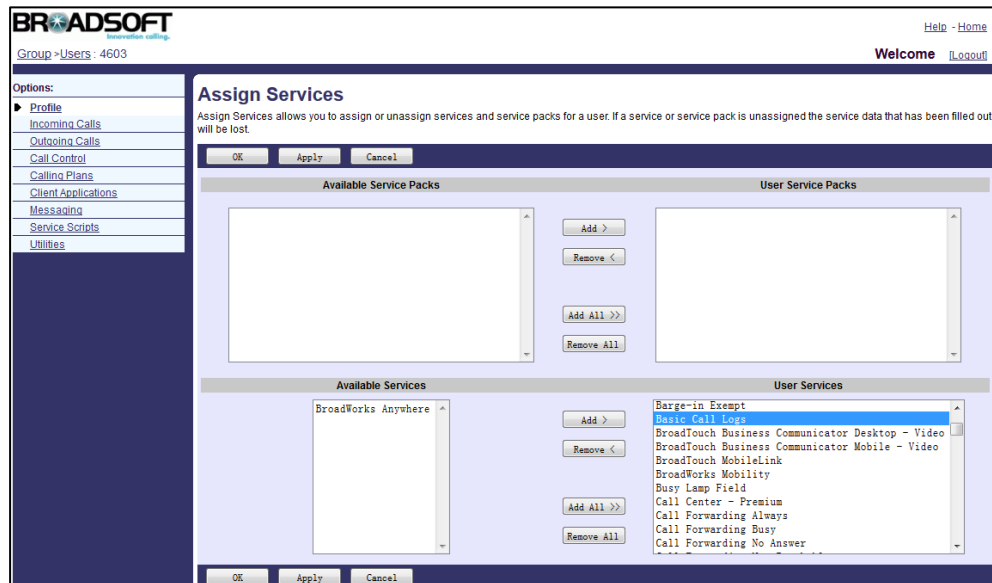 BROADSOFT
Innovation calling.
Help - Home
Group >Users : 4603
Welcome [Logout]
Options:
Profile
Incoming Calls
Outgoing Calls
Call Control
Calling Plans
Client Applications
Messaging
Service Scripts
Utilities
Assign Services
Assign Services allows you to assign or unassign services and service packs for a user. If a service or service pack is unassigned the service data that has been filled out
will be lost.
OK Apply Cancel
Available Service Packs User Service Packs
Add >
Remove <
Add All >>
Remove All
Available Services User Services
BroadWorks Anywhere
Add >
Remove <
Add All >>
Remove All
Barge-in Exempt
Basic Call Logs
BroadTouch Business Communicator Desktop - Video
BroadTouch Business Communicator Mobile - Video
BroadTouch MobileLink
BroadWorks Mobility
Busy Lamp Field
Call Center - Premium
Call Forwarding Always
Call Forwarding Busy
Call Forwarding No Answer
OK Apply Cancel